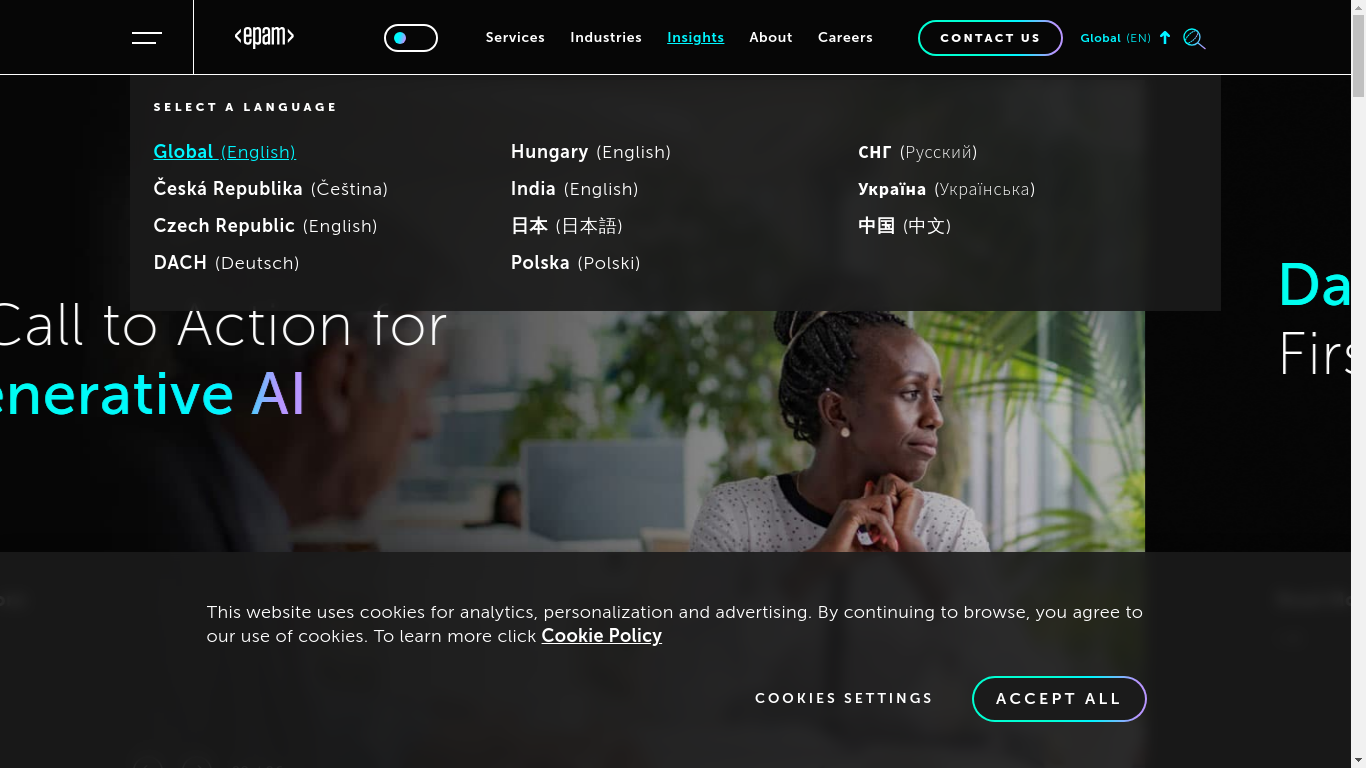 <epam>
Services
Industries
Insights
About
Careers
CONTACT US
Global (EN)
SELECT A LANGUAGE
Global (English)
Česká Republika (Čeština)
Czech Republic (English)
DACH (Deutsch)
Hungary (English)
India (English)
日本 (日本語)
Polska (Polski)
СНГ (Русский)
Україна (Українська)
中国 (中文)
Call to Action for
enerative AI
Da
Firs
This website uses cookies for analytics, personalization and advertising. By continuing to browse, you agree to
our use of cookies. To learn more click Cookie Policy
COOKIES SETTINGS
ACCEPT ALL